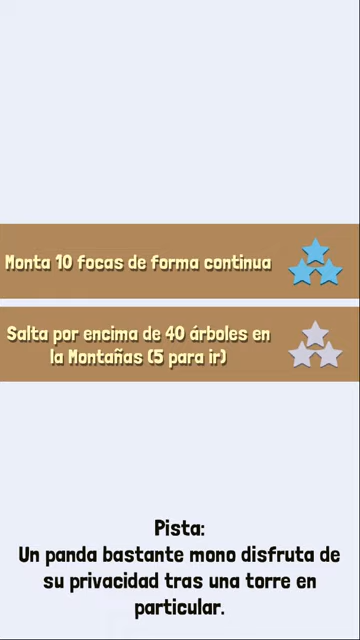 Monta 10 focas de forma continua
Salta por encima de 40 árboles en
la Montañas (5 para ir)
Pista:
Un panda bastante mono disfruta de
su privacidad tras una torre en
particular.